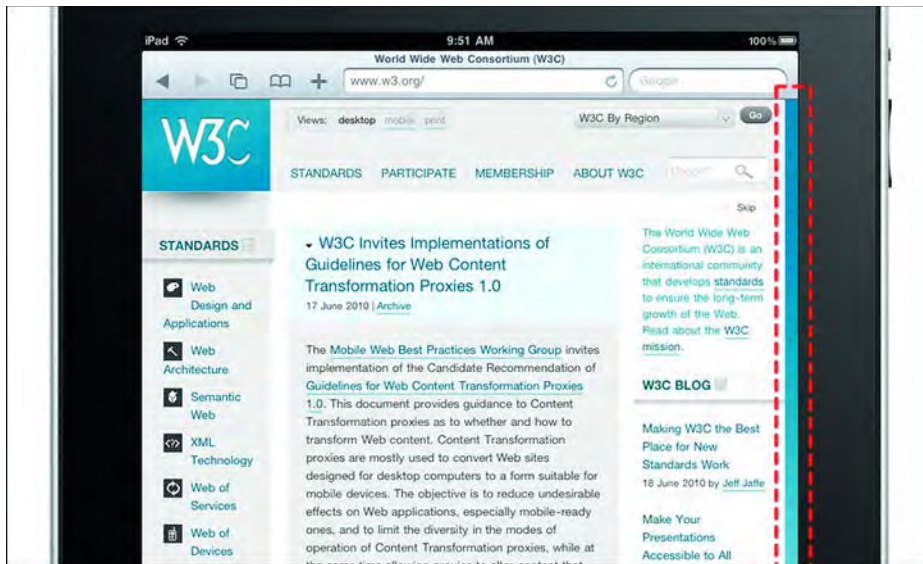 iPad
9:51 AM
100%
World Wide Web Consortium (W3C)
www.w3.org/
Google
W3C
Views: desktop mobile print
W3C By Region
Go
STANDARDS PARTICIPATE MEMBERSHIP ABOUT W3C
Skip
STANDARDS
Web
Design and
Applications
Web
Architecture
Semantic
Web
XML
Technology
Web of
Services
Web of
Devices
W3C Invites Implementations of
Guidelines for Web Content
Transformation Proxies 1.0
17 June 2010 | Archive
The Mobile Web Best Practices Working Group invites
implementation of the Candidate Recommendation of
Guidelines for Web Content Transformation Proxies
1.0. This document provides guidance to Content
Transformation proxies as to whether and how to
transform Web content. Content Transformation
proxies are mostly used to convert Web sites
designed for desktop computers to a form suitable for
mobile devices. The objective is to reduce undesirable
effects on Web applications, especially mobile-ready
ones, and to limit the diversity in the modes of
operation of Content Transformation proxies, while at
the same time allowing proxies to alter content that
The World Wide Web
Consortium (W3C) is an
international community
that develops standards
to ensure the long-term
growth of the Web.
Read about the W3C
mission.
W3C BLOG
Making W3C the Best
Place for New
Standards Work
18 June 2010 by Jeff Jaffe
Make Your
Presentations
Accessible to All